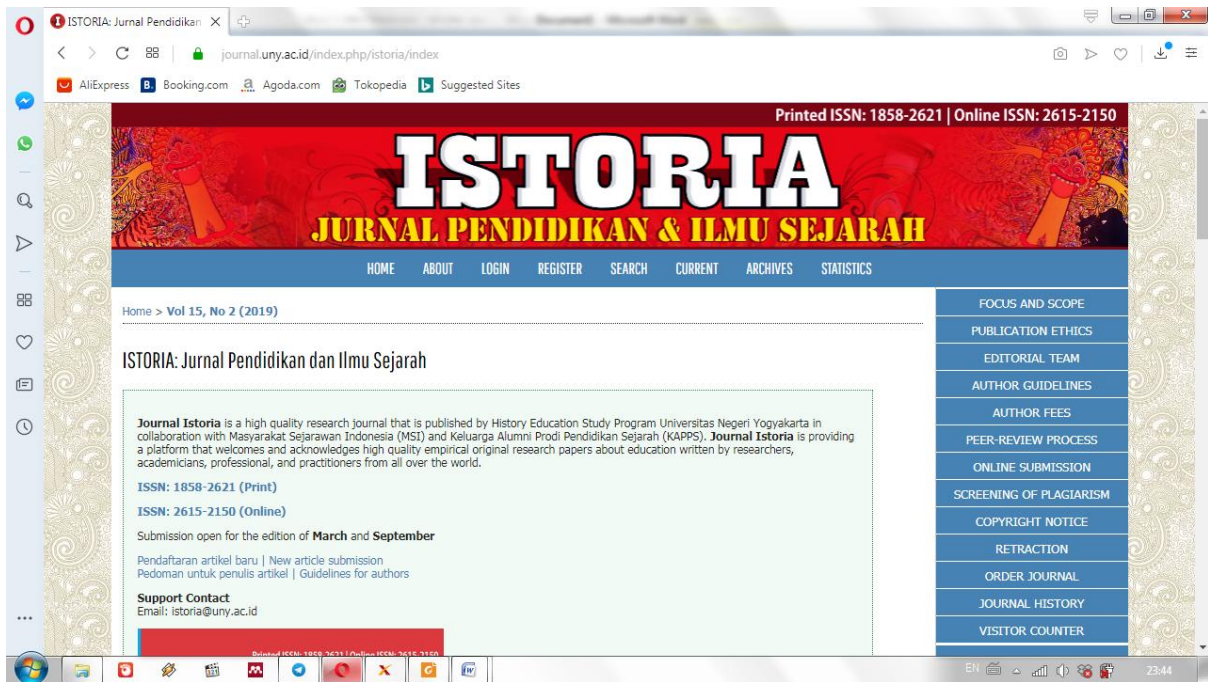 ISTORIA: Jurnal Pendidikan
journal.uny.ac.id/index.php/istoria/index
AliExpress
Booking.com
Agoda.com
Tokopedia
Suggested Sites
Printed ISSN: 1858-2621 | Online ISSN: 2615-2150
ISTORIA
JURNAL PENDIDIKAN & ILMU SEJARAH
HOME ABOUT LOGIN REGISTER SEARCH CURRENT ARCHIVES STATISTICS
Home > Vol 15, No 2 (2019)
ISTORIA: Jurnal Pendidikan dan Ilmu Sejarah
Journal Istoria is a high quality research journal that is published by History Education Study Program Universitas Negeri Yogyakarta in
collaboration with Masyarakat Sejarawan Indonesia (MSI) and Keluarga Alumni Prodi Pendidikan Sejarah (KAPPS). Journal Istoria is providing
a platform that welcomes and acknowledges high quality empirical original research papers about education written by researchers,
academicians, professional, and practitioners from all over the world.
ISSN: 1858-2621 (Print)
ISSN: 2615-2150 (Online)
Submission open for the edition of March and September
Pendaftaran artikel baru | New article submission
Pedoman untuk penulis artikel | Guidelines for authors
Support Contact
Email: istoria@uny.ac.id
Printed ISSN: 1858-2621 | Online ISSN: 2615-2150
FOCUS AND SCOPE
PUBLICATION ETHICS
EDITORIAL TEAM
AUTHOR GUIDELINES
AUTHOR FEES
PEER-REVIEW PROCESS
ONLINE SUBMISSION
SCREENING OF PLAGIARISM
COPYRIGHT NOTICE
RETRACTION
ORDER JOURNAL
JOURNAL HISTORY
VISITOR COUNTER
EN
23:44